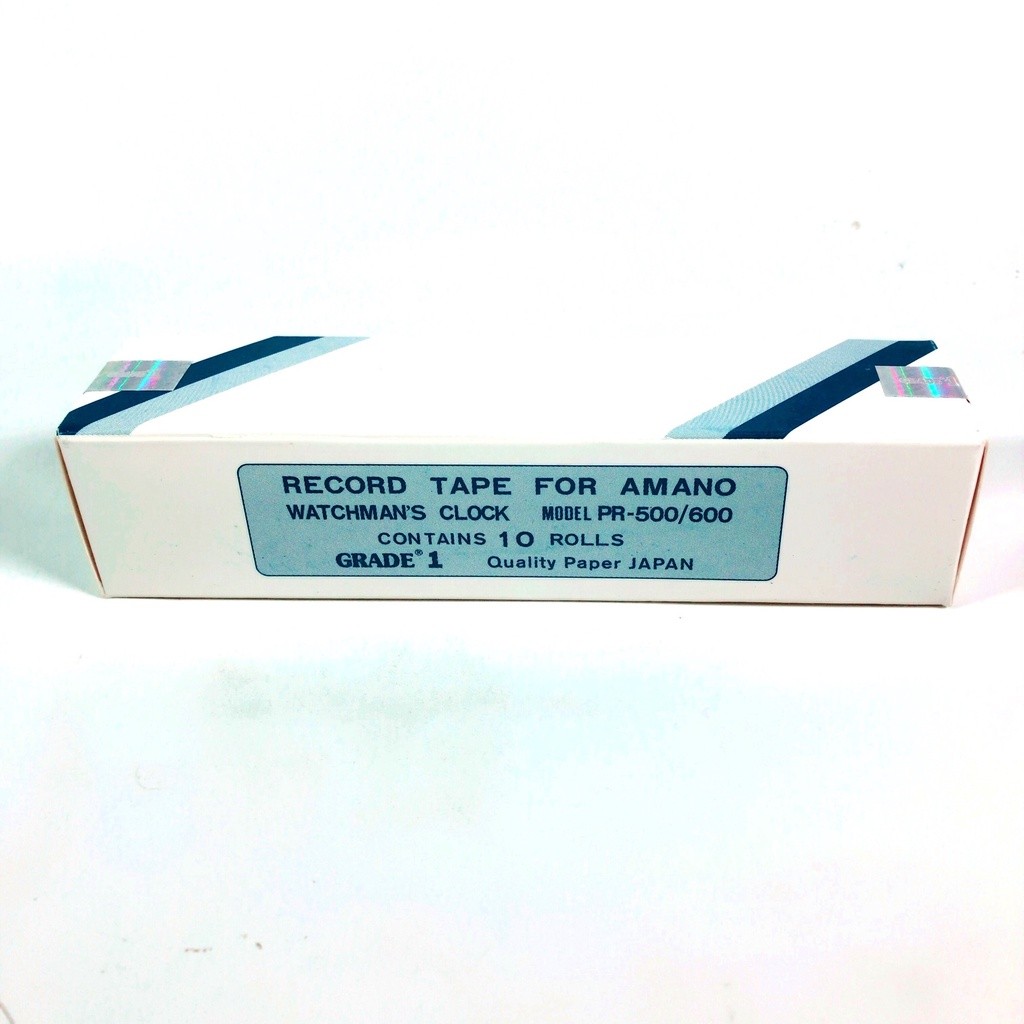 RECORD TAPE FOR AMANO
WATCHMAN'S CLOCK MODEL PR-500/600
CONTAINS 10 ROLLS
GRADE® 1 Quality Paper JAPAN